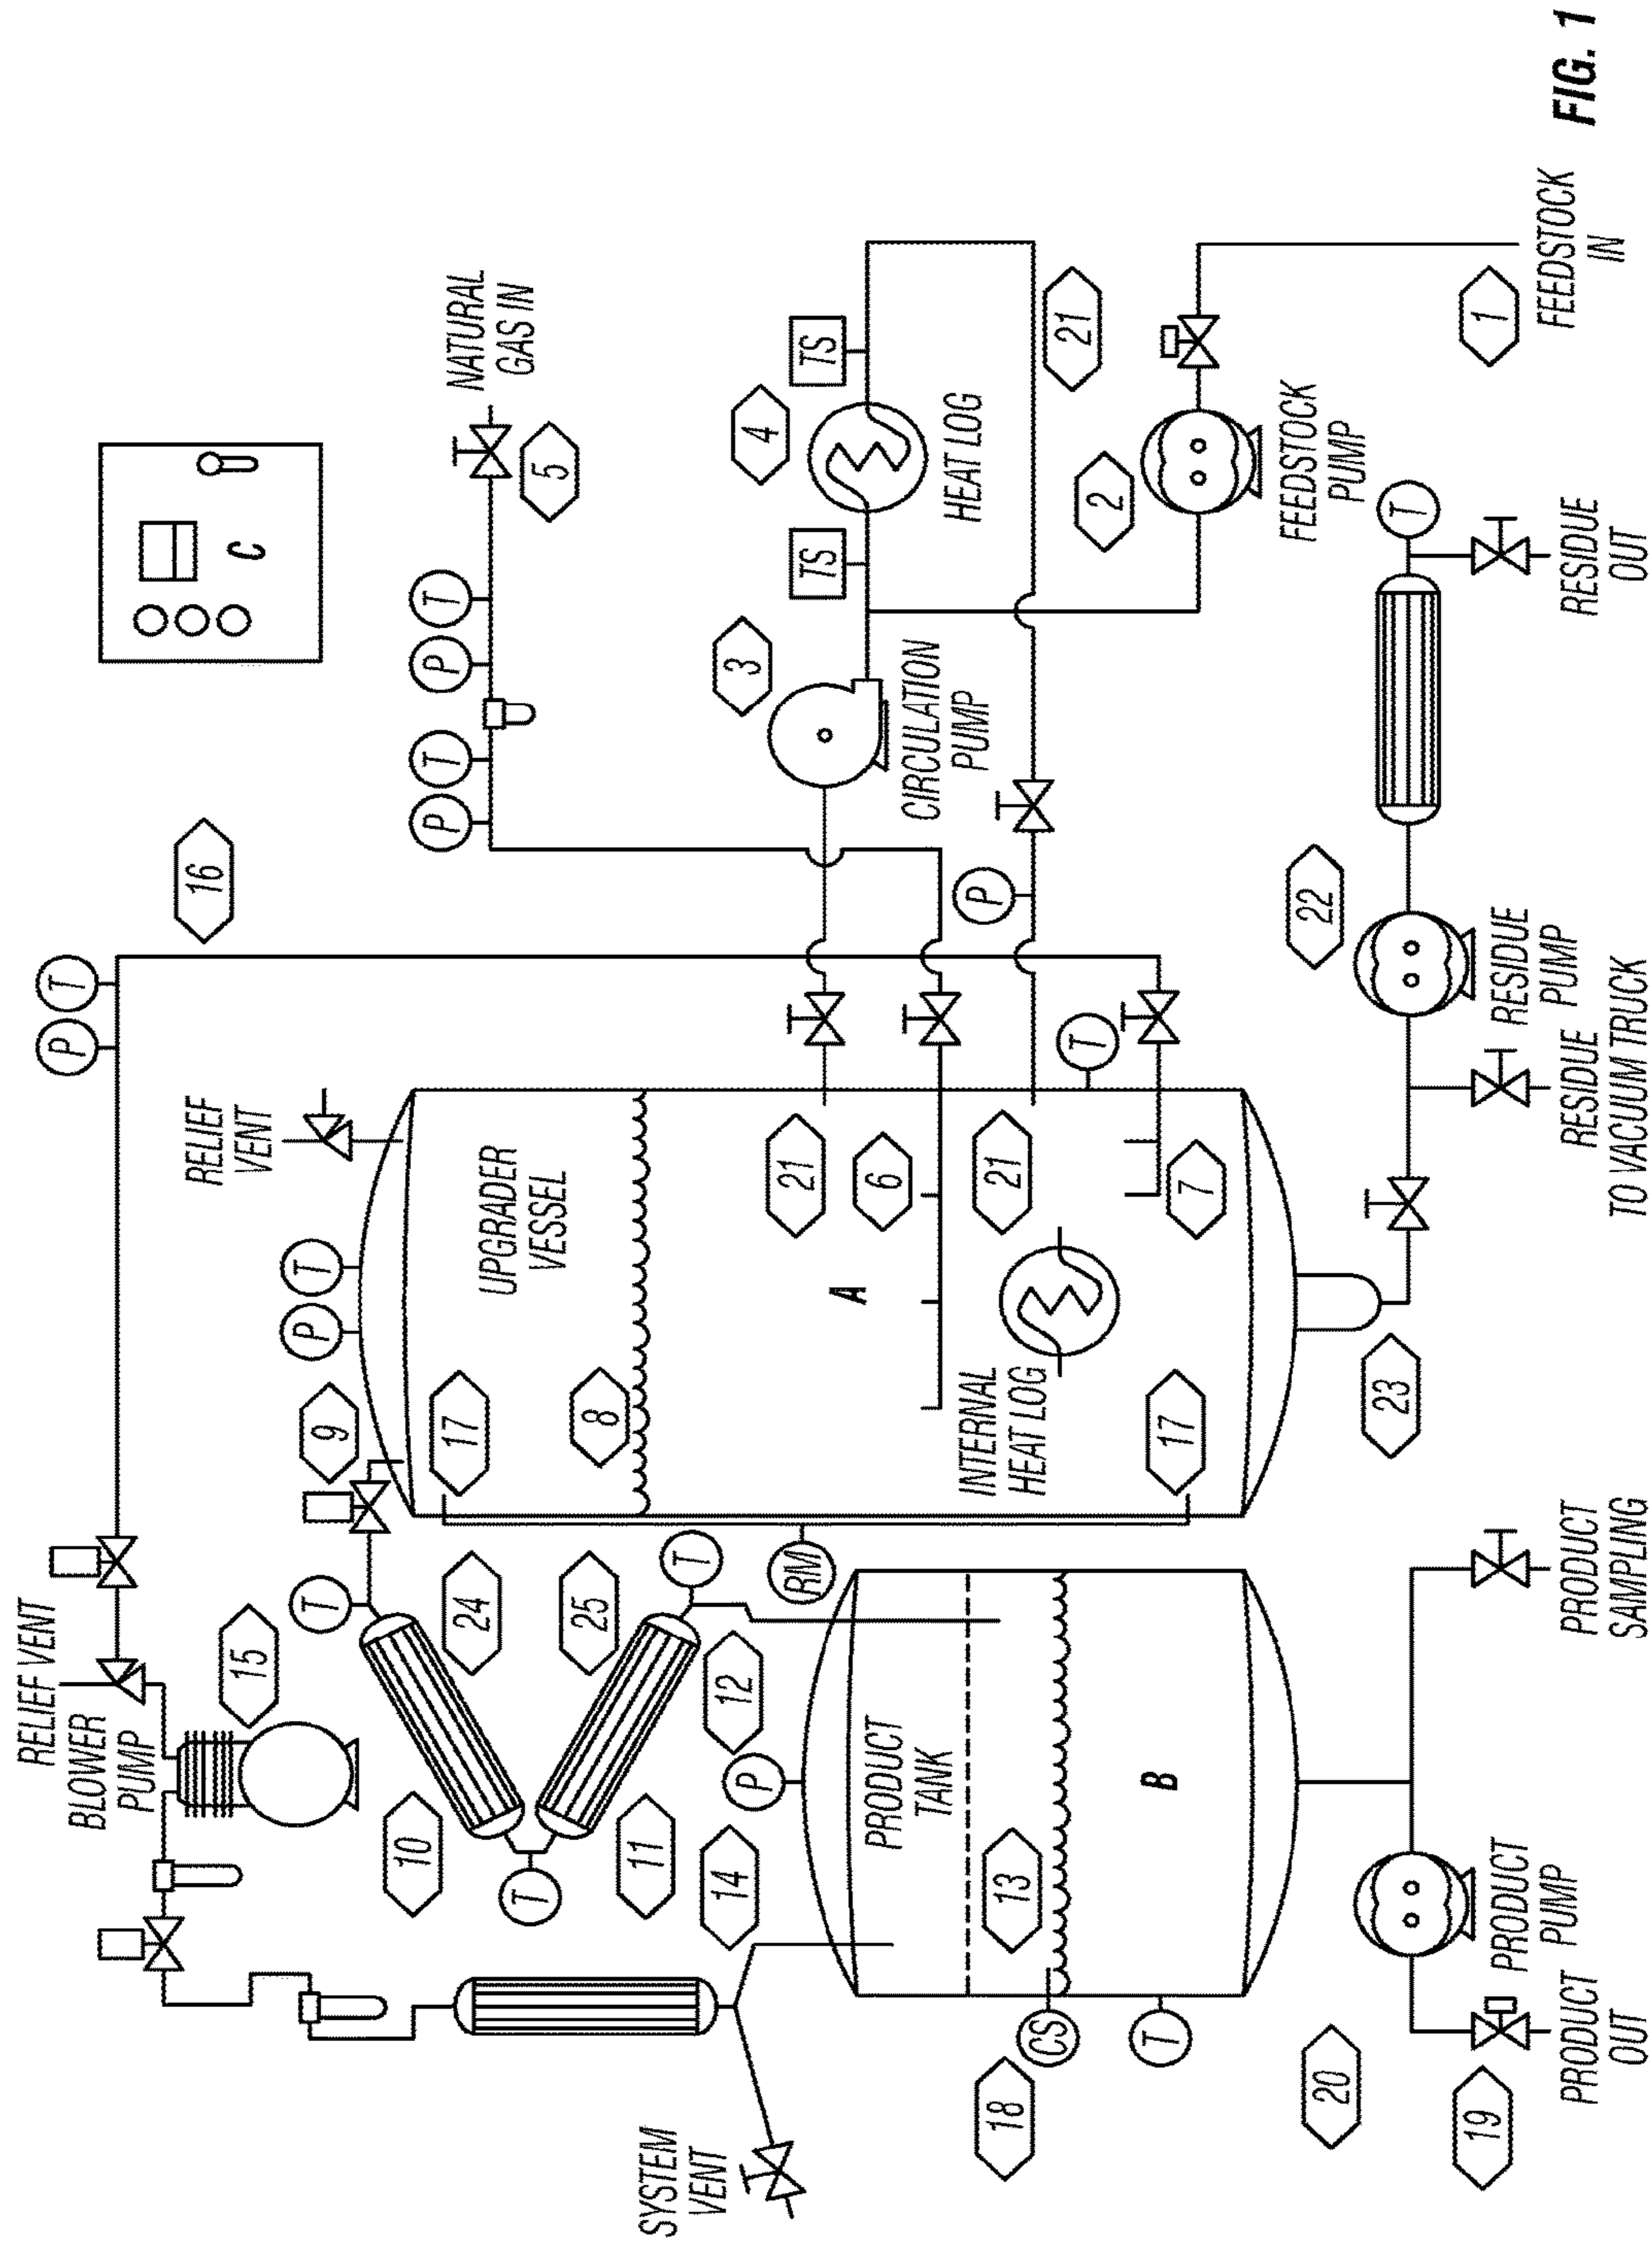 RELIEF VENT
BLOWER
PUMP
15
P
T
16
C
RELIEF
VENT
9
P
T
P
T
P
T
NATURAL
GAS IN
5
10
T
24
17
UPGRADER
VESSEL
T
11
25
T
8
SYSTEM
VENT
14
12
P
RM
21
6
A
3
CIRCULATION
PUMP
TS
TS
4
HEAT LOG
PRODUCT
TANK
13
B
18
CS
T
INTERNAL
HEAT LOG
21
17
7
T
P
21
2
FEEDSTOCK
PUMP
1
FEEDSTOCK
IN
20
19
PRODUCT
OUT
PRODUCT
PUMP
PRODUCT
SAMPLING
23
22
RESIDUE
PUMP
RESIDUE
TO VACUUM TRUCK
T
RESIDUE
OUT
FIG. 1